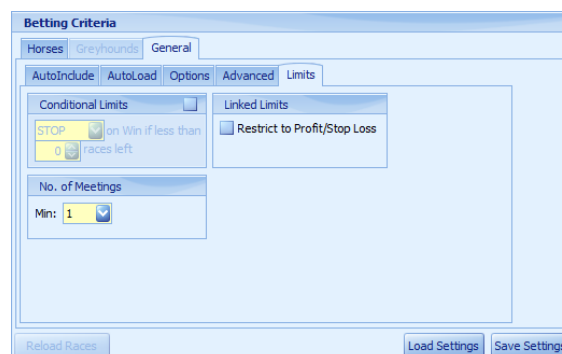 Betting Criteria
Horses Greyhounds General
AutoInclude AutoLoad Options Advanced Limits
Conditional Limits
STOP on Win if less than
0 races left
Linked Limits
Restrict to Profit/Stop Loss
No. of Meetings
Min: 1
Reload Races Load Settings Save Settings